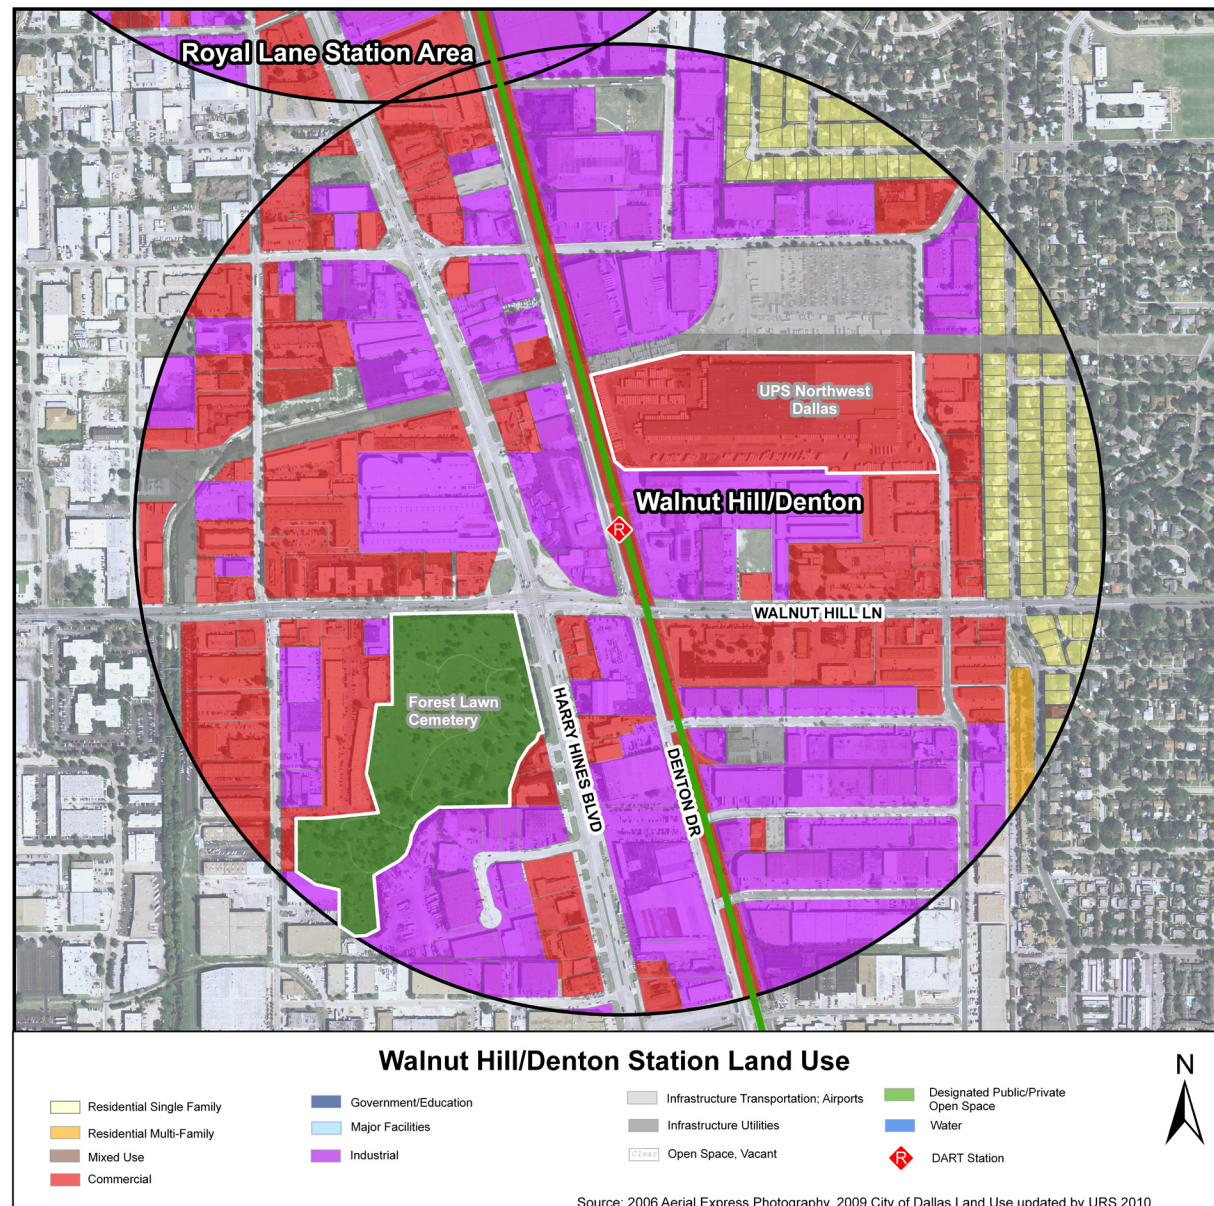 Royal Lane Station Area
UPS Northwest
Dallas
Walnut Hill/Denton
R
WALNUT HILL LN
Forest Lawn
Cemetery
HARRY HINES BLVD
DENTON DR
Walnut Hill/Denton Station Land Use
N
Residential Single Family
Residential Multi-Family
Mixed Use
Commercial
Government/Education
Major Facilities
Industrial
Infrastructure Transportation; Airports
Infrastructure Utilities
Clear
Open Space, Vacant
Designated Public/Private
Open Space
Water
R
DART Station
Source: 2006 Aerial Express Photography, 2009 City of Dallas Land Use updated by URS 2010